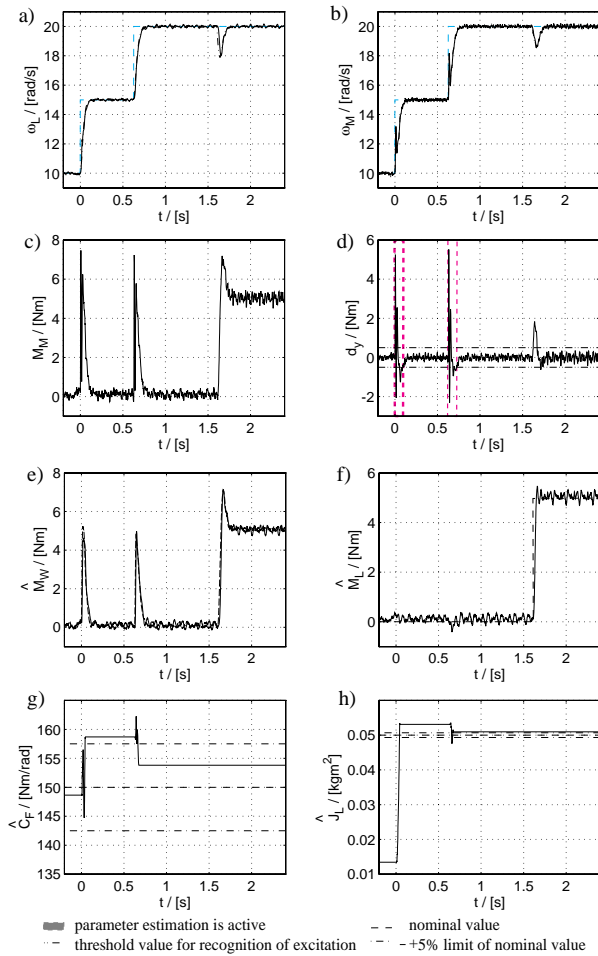 a)
20
18
16
14
12
10
ω_L / [rad/s]
0 0.5 1 1.5 2
t / [s]
b)
20
18
16
14
12
10
ω_M / [rad/s]
0 0.5 1 1.5 2
t / [s]
c)
8
6
4
2
0
M_M / [Nm]
0 0.5 1 1.5 2
t / [s]
d)
6
4
2
0
-2
d_y / [Nm]
0 0.5 1 1.5 2
t / [s]
e)
8
6
4
2
0
M̂_W / [Nm]
0 0.5 1 1.5 2
t / [s]
f)
6
4
2
0
M̂_L / [Nm]
0 0.5 1 1.5 2
t / [s]
g)
160
155
150
145
140
135
Ĉ_F / [Nm/rad]
0 0.5 1 1.5 2
t / [s]
h)
0.05
0.04
0.03
0.02
0.01
Ĵ_L / [kgm²]
0 0.5 1 1.5 2
t / [s]
parameter estimation is active
nominal value
threshold value for recognition of excitation
+5% limit of nominal value